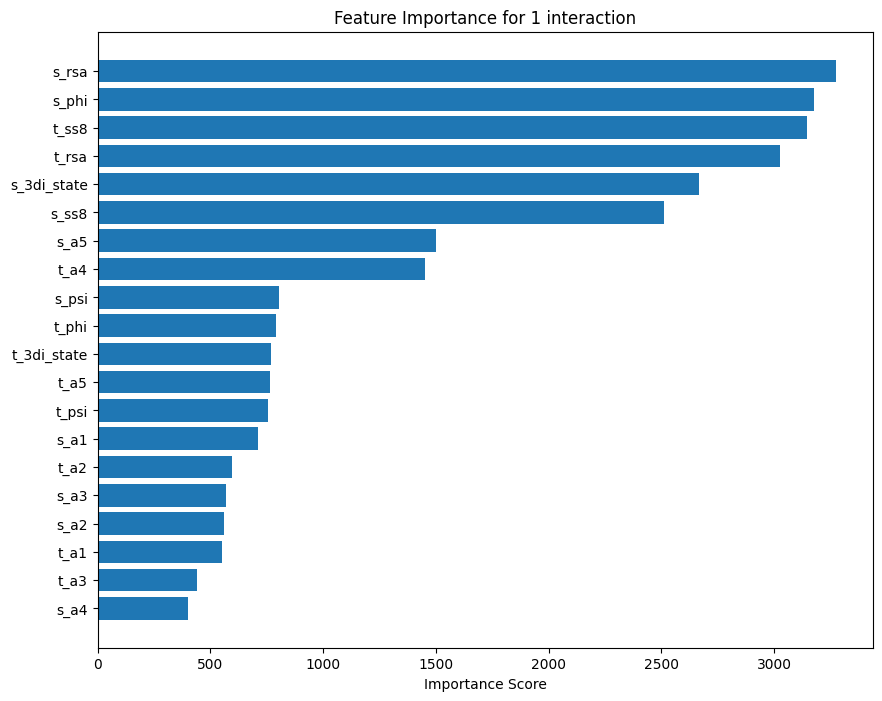 Feature Importance for 1 interaction
s_rsa
s_phi
t_ss8
t_rsa
s_3di_state
s_ss8
s_a5
t_a4
s_psi
t_phi
t_3di_state
t_a5
t_psi
s_a1
t_a2
s_a3
s_a2
t_a1
t_a3
s_a4
0 500 1000 1500 2000 2500 3000
Importance Score